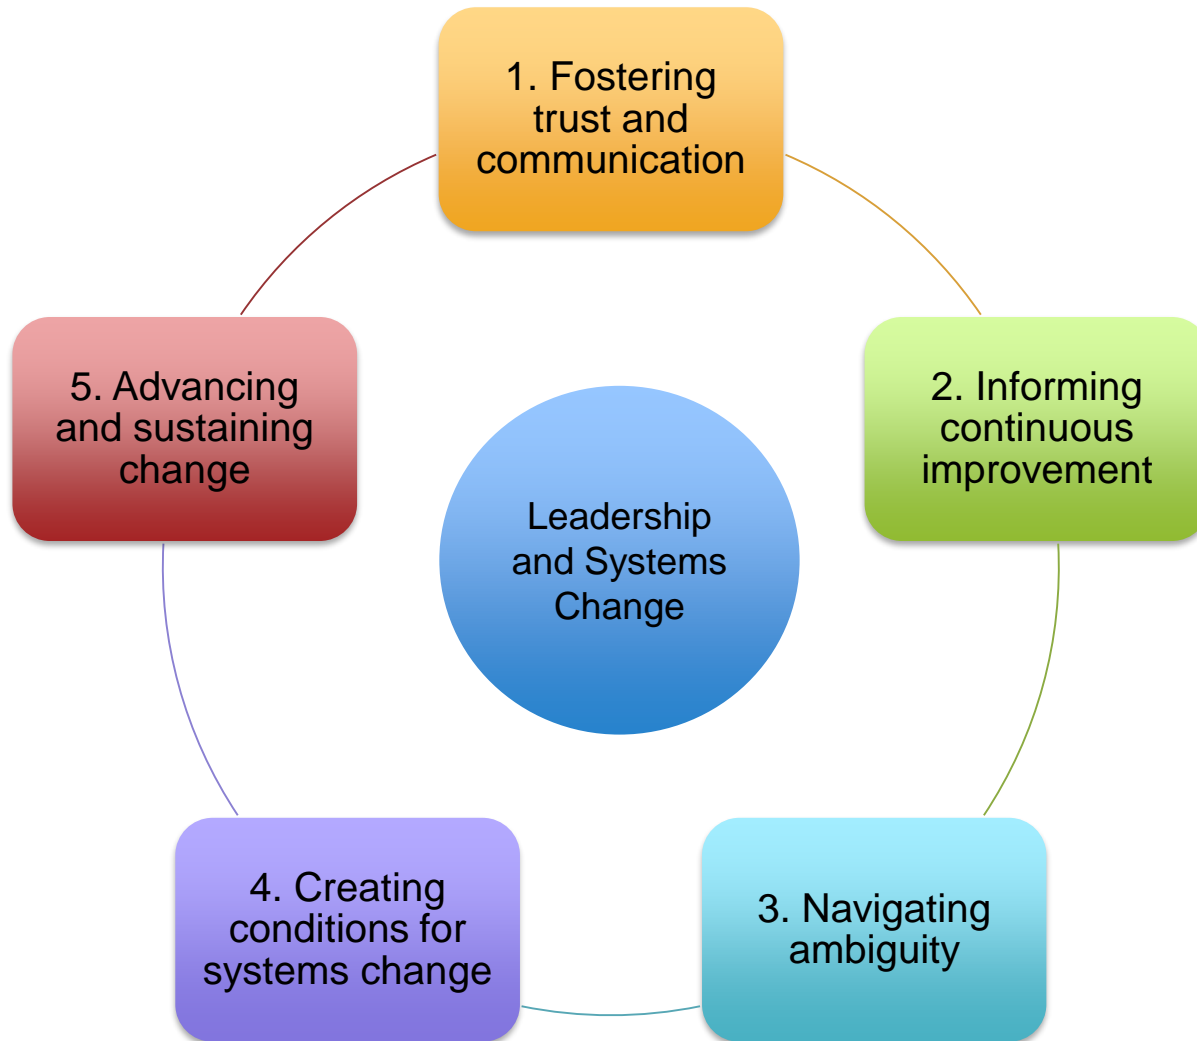 1. Fostering
trust and
communication
2. Informing
continuous
improvement
3. Navigating
ambiguity
4. Creating
conditions for
systems change
5. Advancing
and sustaining
change
Leadership
and Systems
Change